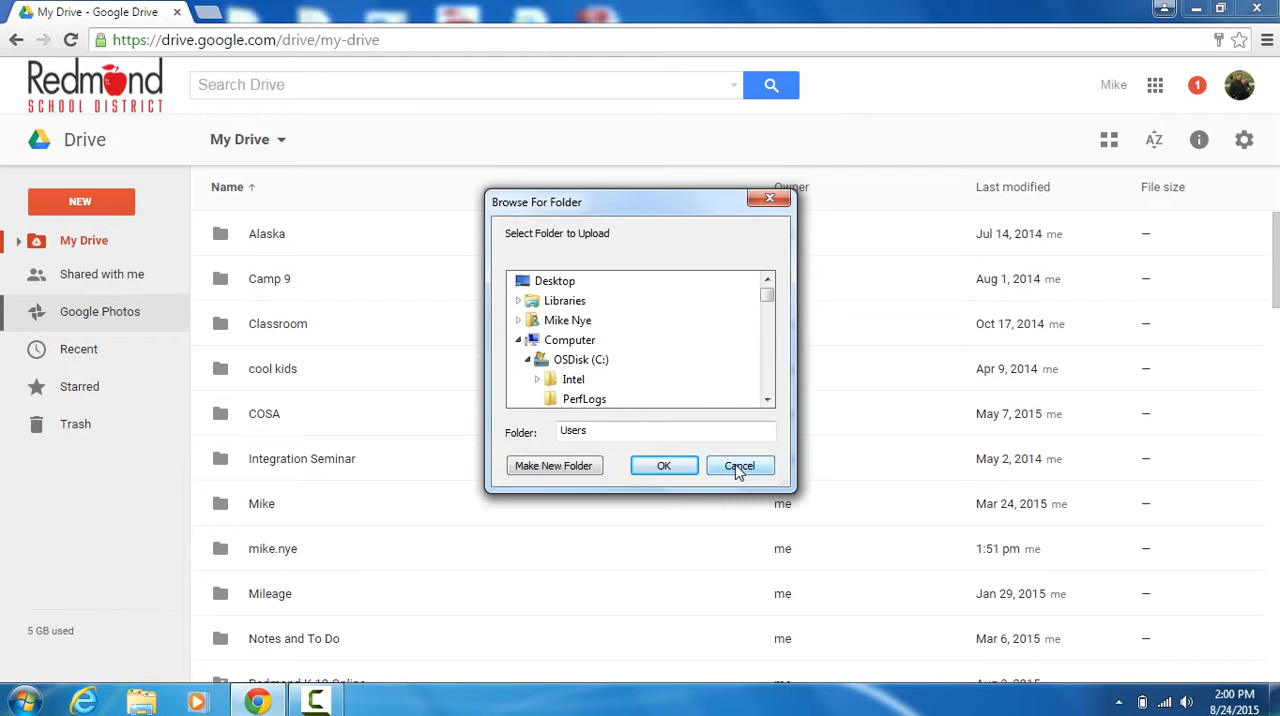 My Drive - Google Drive
https://drive.google.com/drive/my-drive
Redmond
SCHOOL DISTRICT
Search Drive
Mike
1
Drive
My Drive
AZ
Name
Owner
Last modified
File size
NEW
My Drive
Shared with me
Google Photos
Recent
Starred
Trash
5 GB used
Alaska
Jul 14, 2014 me
–
Camp 9
Aug 1, 2014 me
–
Classroom
Oct 17, 2014 me
–
cool kids
Apr 9, 2014 me
–
COSA
May 7, 2015 me
–
Integration Seminar
May 2, 2014 me
–
Mike
me
Mar 24, 2015 me
–
mike.nye
me
1:51 pm me
–
Mileage
me
Jan 29, 2015 me
–
Notes and To Do
me
Mar 6, 2015 me
–
Browse For Folder
Select Folder to Upload
Desktop
Libraries
Mike Nye
Computer
OSDisk (C:)
Intel
PerfLogs
Folder: Users
Make New Folder
OK
Cancel
2:00 PM
8/24/2015